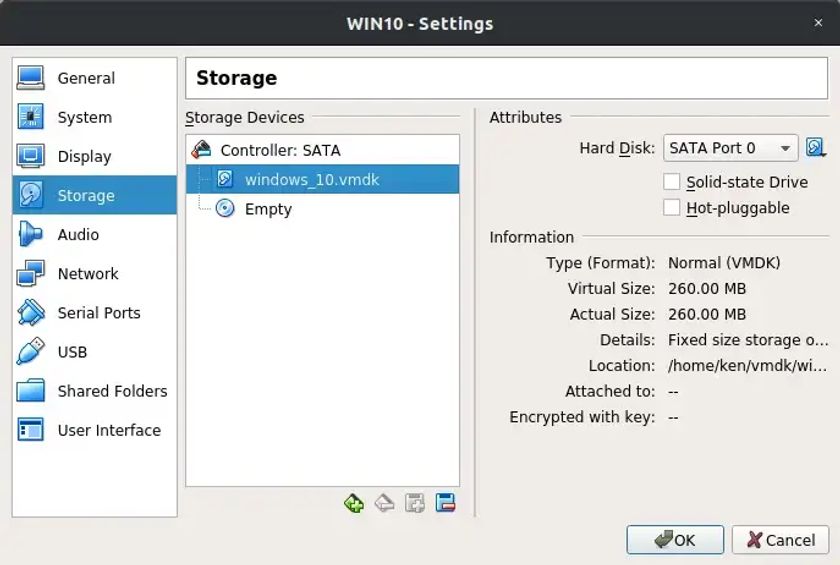 WIN10 - Settings
×
General
System
Display
Storage
Audio
Network
Serial Ports
USB
Shared Folders
User Interface
Storage
Storage Devices
Controller: SATA
windows_10.vmdk
Empty
Attributes
Hard Disk: SATA Port 0
Solid-state Drive
Hot-pluggable
Information
Type (Format): Normal (VMDK)
Virtual Size: 260.00 MB
Actual Size: 260.00 MB
Details: Fixed size storage o...
Location: /home/ken/vmdk/wi...
Attached to: --
Encrypted with key: --
OK Cancel